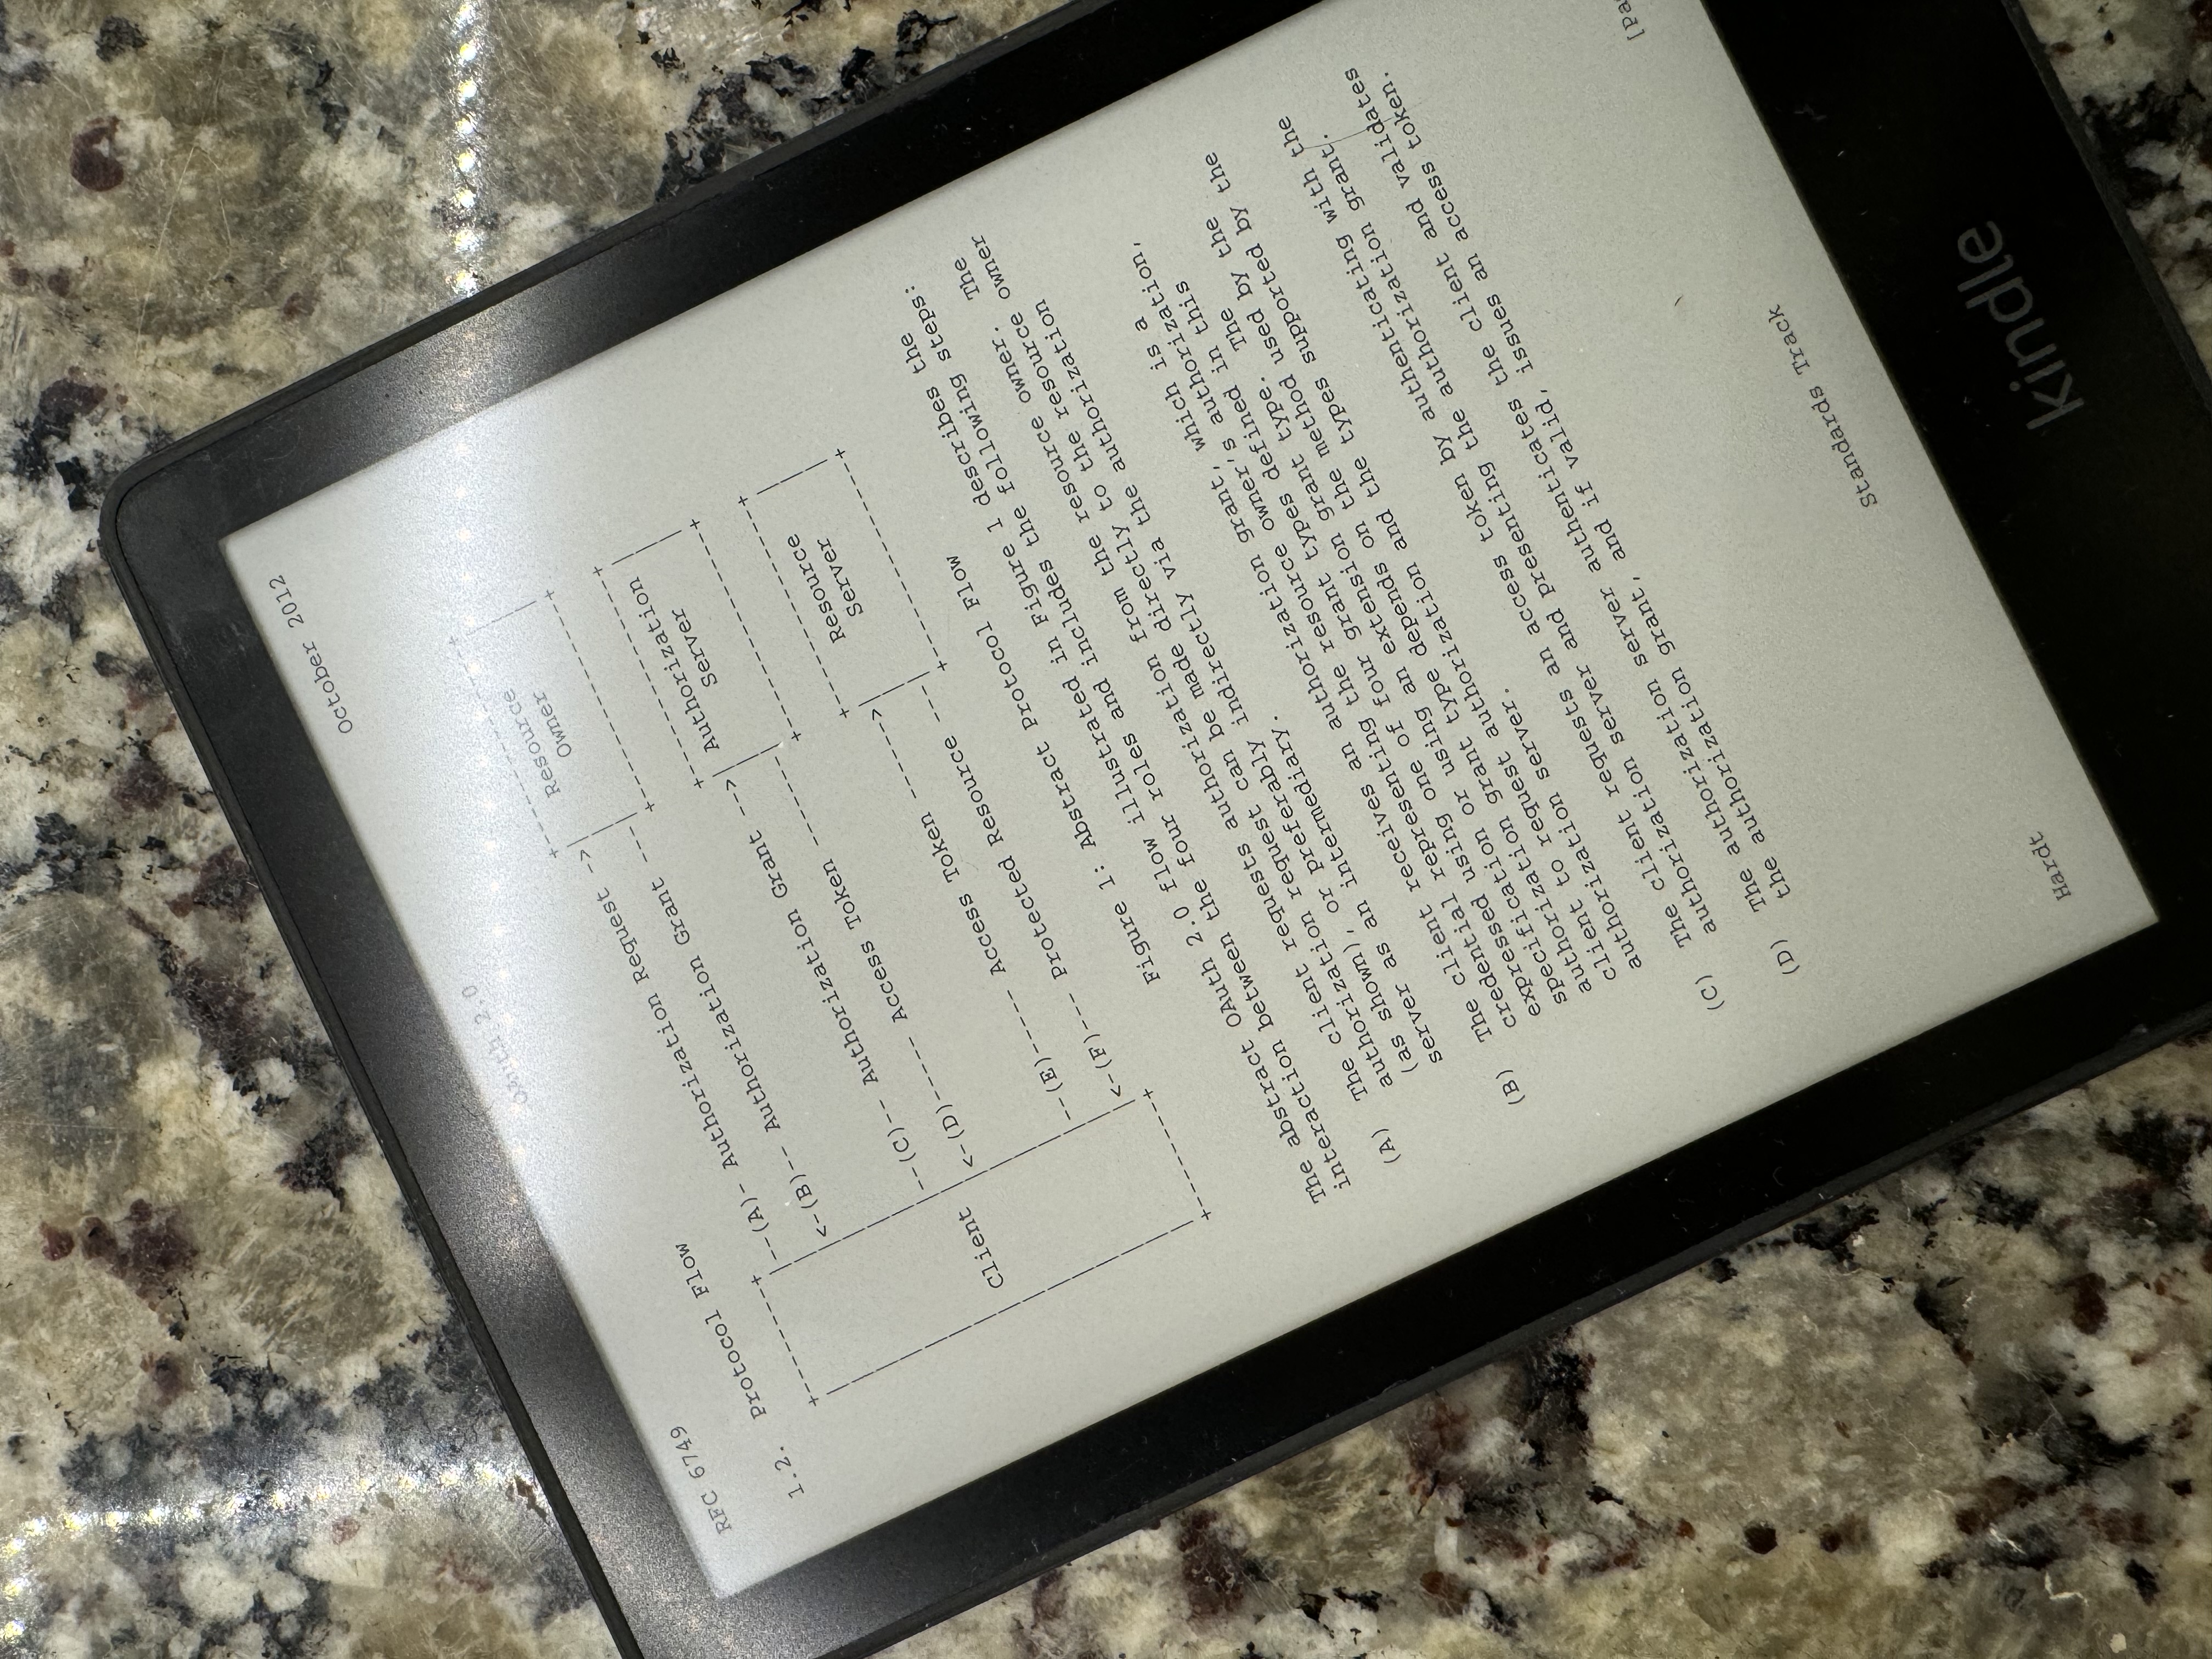 RFC 6749 OAuth 2.0 October 2012
1.2. Protocol Flow
+--------+                               +---------------+
|        |--(A)- Authorization Request ->|   Resource    |
|        |                               |     Owner     |
|        |<-(B)-- Authorization Grant ---|               |
|        |                               +---------------+
|        |
|        |                               +---------------+
|        |--(C)-- Authorization Grant -->| Authorization |
| Client |                               |     Server    |
|        |<-(D)----- Access Token -------|               |
|        |                               +---------------+
|        |
|        |                               +---------------+
|        |--(E)----- Access Token ------>|    Resource   |
|        |                               |     Server    |
|        |<-(F)--- Protected Resource ---|               |
+--------+                               +---------------+
Figure 1: Abstract Protocol Flow
The abstract OAuth 2.0 flow illustrated in Figure 1 describes the
interaction between the four roles and includes the following steps:
(A) The client requests authorization from the resource owner. The
authorization request can be made directly to the resource owner
(as shown), or preferably indirectly via the authorization
server as an intermediary.
(B) The client receives an authorization grant, which is a
credential representing the resource owner's authorization,
expressed using one of four grant types defined in this
specification or using an extension grant type. The
authorization grant type depends on the method used by the
client to request authorization and the types supported by the
authorization server.
(C) The client requests an access token by authenticating with the
authorization server and presenting the authorization grant.
(D) The authorization server authenticates the client and validates
the authorization grant, and if valid, issues an access token.
Hardt Standards Track
kindle